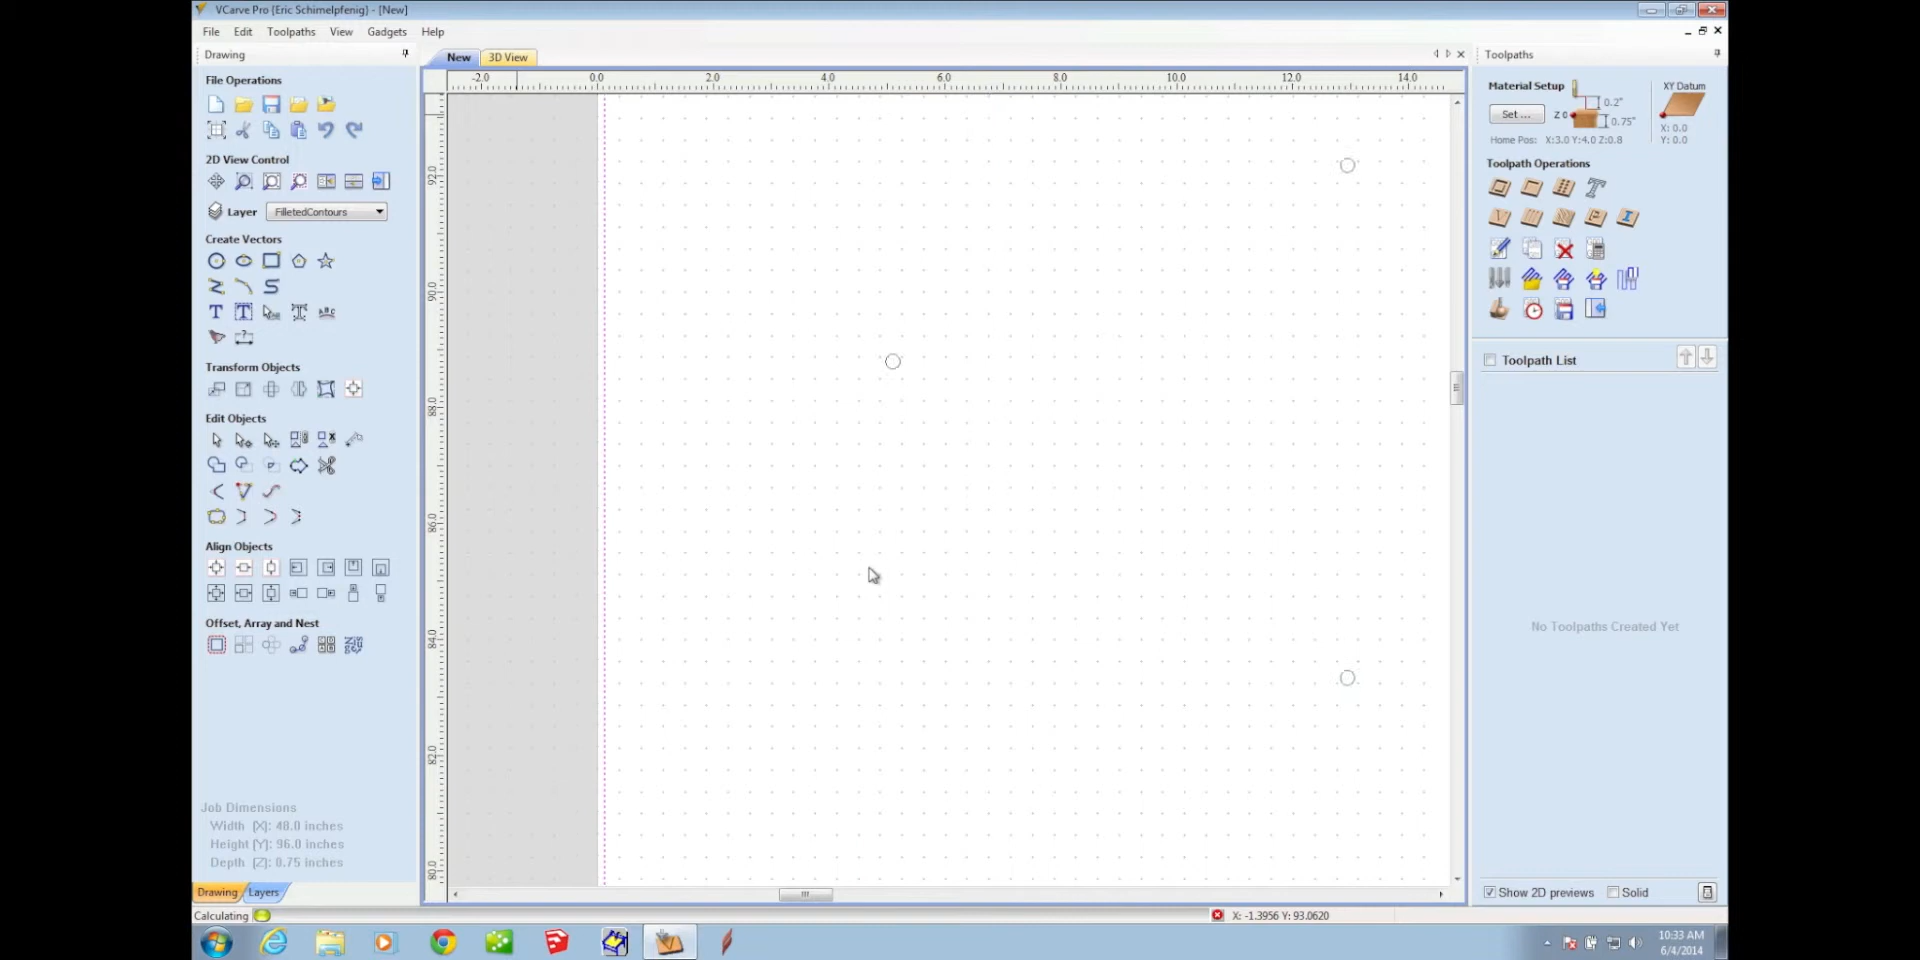 VCarve Pro {Eric Schimelpfenig} - [New]
File Edit Toolpaths View Gadgets Help
Drawing
File Operations
2D View Control
Layer FilletedContours
Create Vectors
Transform Objects
Edit Objects
Align Objects
Offset, Array and Nest
Job Dimensions
Width (X): 48.0 inches
Height (Y): 96.0 inches
Depth (Z): 0.75 inches
Drawing Layers
Calculating
New 3D View
-2.0 0.0 2.0 4.0 6.0 8.0 10.0 12.0 14.0
92.0
90.0
88.0
86.0
84.0
82.0
80.0
X: -1.3956 Y: 93.0620
Toolpaths
Material Setup
Set ...
Z 0
0.2"
0.75"
XY Datum
X: 0.0
Y: 0.0
Home Pos: X:3.0 Y:4.0 Z:0.8
Toolpath Operations
Toolpath List
No Toolpaths Created Yet
Show 2D previews Solid
10:33 AM
6/4/2014